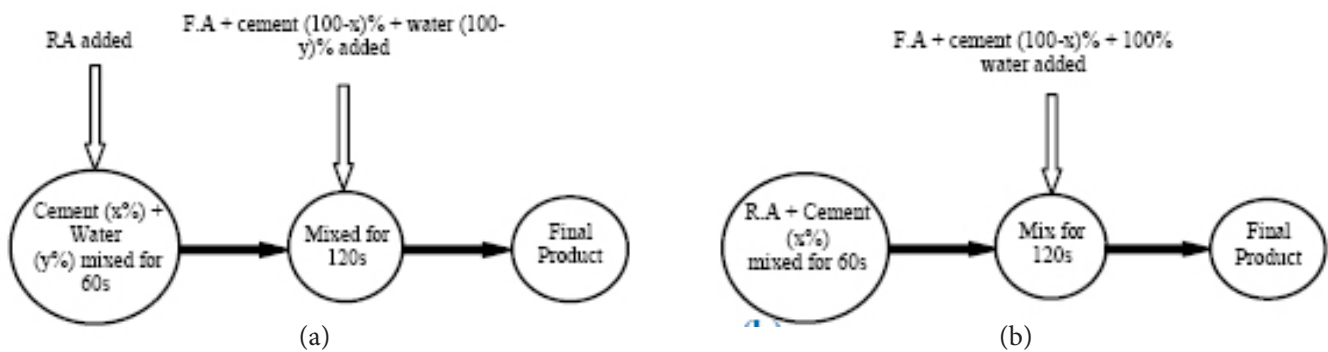 RA added
F.A + cement (100-x)% + water (100-
y)% added
Cement (x%) +
Water
(y%) mixed for
60s
Mixed for
120s
Final
Product
(a)
F.A + cement (100-x)% + 100%
water added
R.A + Cement
(x%)
mixed for 60s
Mix for
120s
Final
Product
(b)